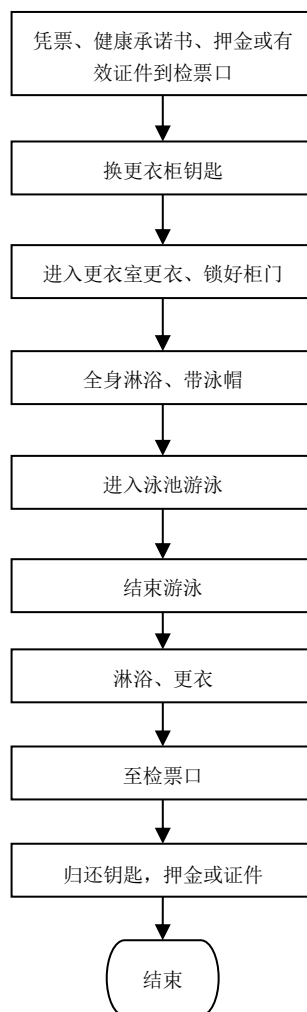 凭票、健康承诺书、押金或有
效证件到检票口
换更衣柜钥匙
进入更衣室更衣、锁好柜门
全身淋浴、带泳帽
进入泳池游泳
结束游泳
淋浴、更衣
至检票口
归还钥匙，押金或证件
结束